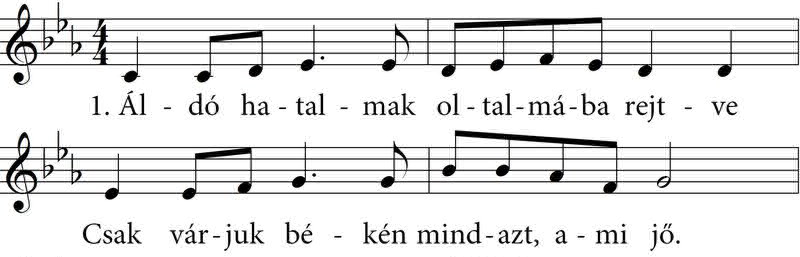 1. Ál - dó ha - tal - mak ol - tal - má - ba rejt - ve
Csak vár - juk bé - kén mind - azt, a - mi jő.